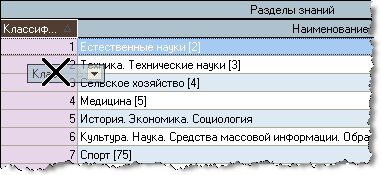 Разделы знаний
Классиф... Наименование
1 Естественные науки [2]
2 Техника. Технические науки [3]
Кла
3 Сельское хозяйство [4]
4 Медицина [5]
5 История. Экономика. Социология
6 Культура. Наука. Средства массовой информации. Обра
7 Спорт [75]